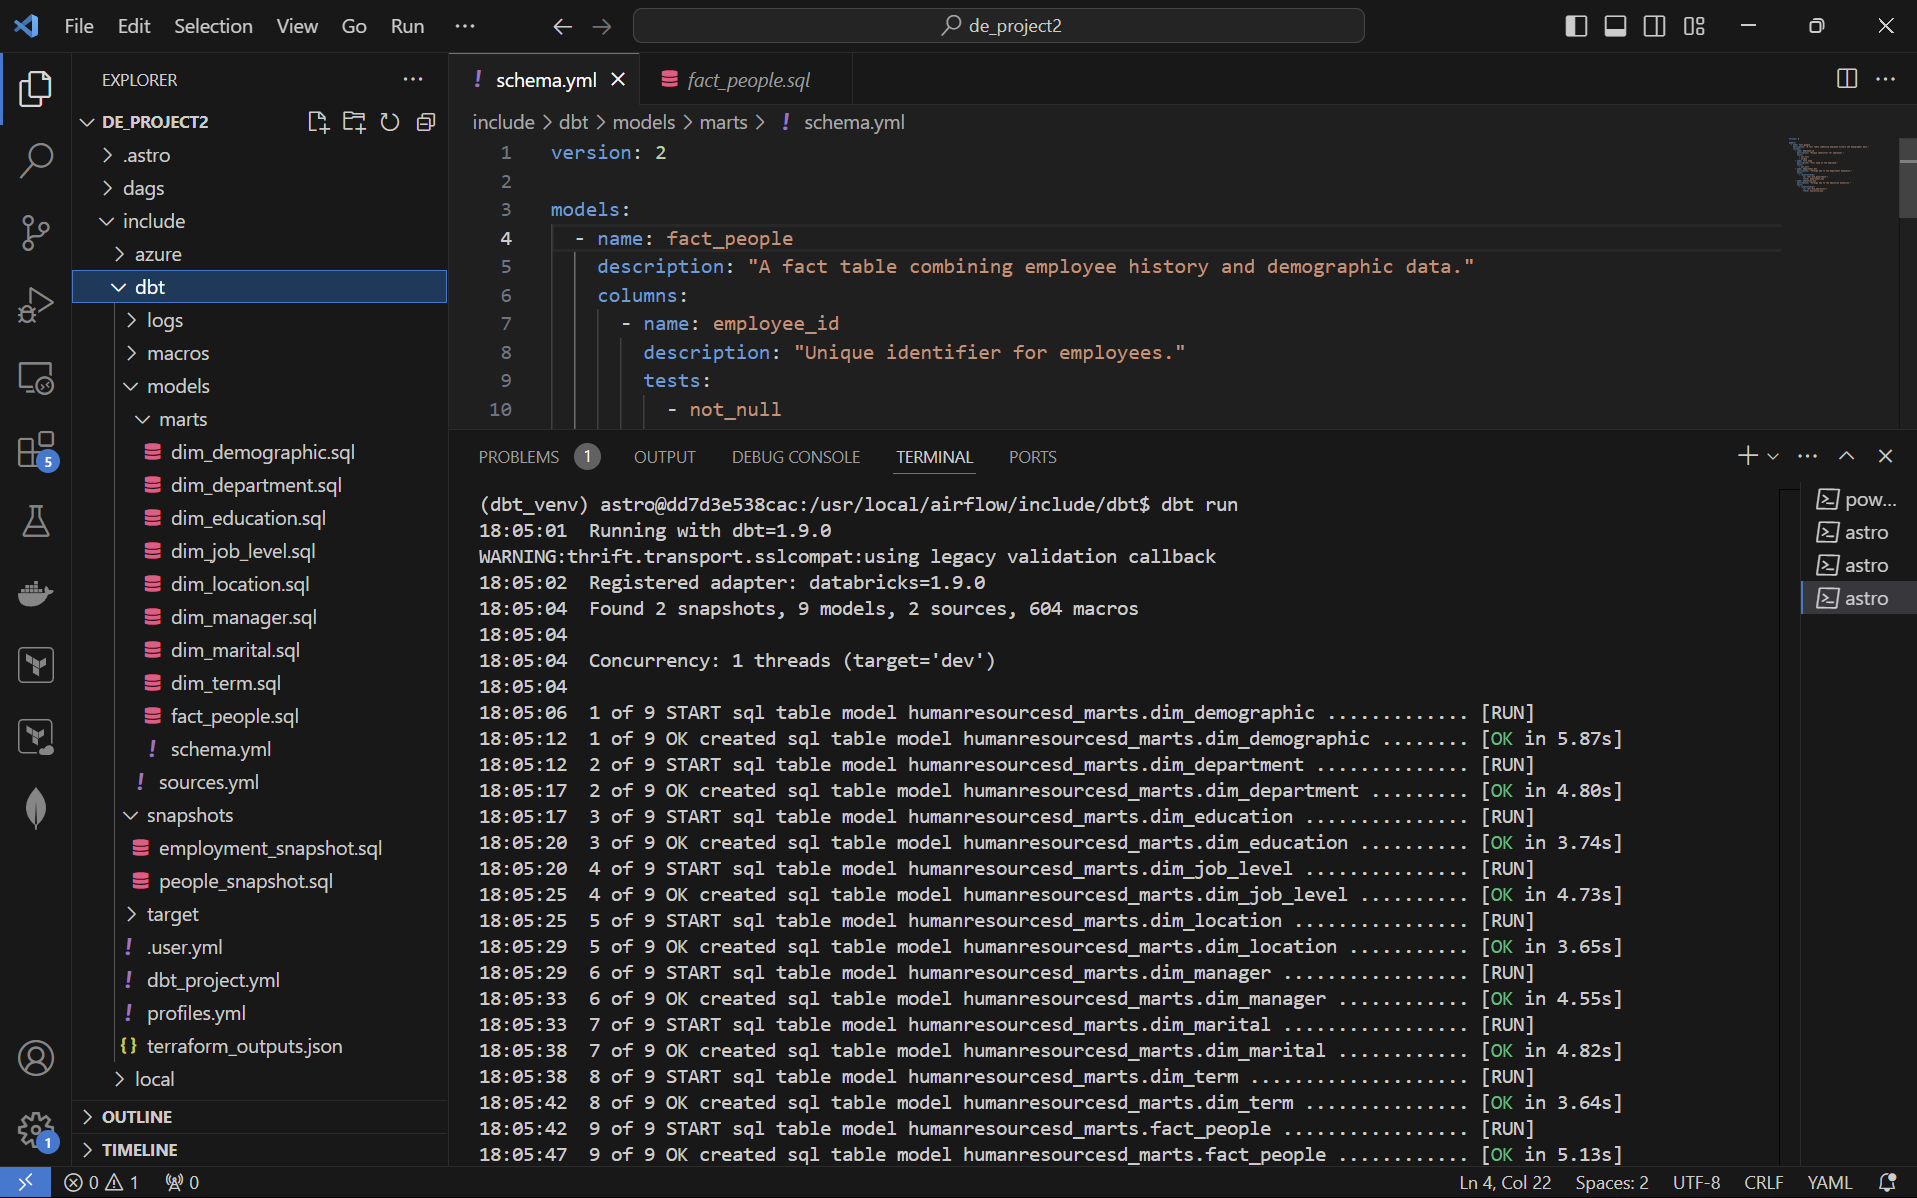 File Edit Selection View Go Run ···
de_project2
EXPLORER
DE_PROJECT2
.astro
dags
include
azure
dbt
logs
macros
models
marts
dim_demographic.sql
dim_department.sql
dim_education.sql
dim_job_level.sql
dim_location.sql
dim_manager.sql
dim_marital.sql
dim_term.sql
fact_people.sql
! schema.yml
! sources.yml
snapshots
employment_snapshot.sql
people_snapshot.sql
target
! .user.yml
! dbt_project.yml
! profiles.yml
{} terraform_outputs.json
local
OUTLINE
TIMELINE
5
1
! schema.yml
fact_people.sql
include > dbt > models > marts > ! schema.yml
1 version: 2
2
3 models:
4 - name: fact_people
5 description: "A fact table combining employee history and demographic data."
6 columns:
7 - name: employee_id
8 description: "Unique identifier for employees."
9 tests:
10 - not_null
PROBLEMS 1 OUTPUT DEBUG CONSOLE TERMINAL PORTS
(dbt_venv) astro@dd7d3e538cac:/usr/local/airflow/include/dbt$ dbt run
18:05:01 Running with dbt=1.9.0
WARNING:thrift.transport.sslcompat:using legacy validation callback
18:05:02 Registered adapter: databricks=1.9.0
18:05:04 Found 2 snapshots, 9 models, 2 sources, 604 macros
18:05:04
18:05:04 Concurrency: 1 threads (target='dev')
18:05:04
18:05:06 1 of 9 START sql table model humanresourcesd_marts.dim_demographic ............. [RUN]
18:05:12 1 of 9 OK created sql table model humanresourcesd_marts.dim_demographic ........ [OK in 5.87s]
18:05:12 2 of 9 START sql table model humanresourcesd_marts.dim_department .............. [RUN]
18:05:17 2 of 9 OK created sql table model humanresourcesd_marts.dim_department ......... [OK in 4.80s]
18:05:17 3 of 9 START sql table model humanresourcesd_marts.dim_education ............... [RUN]
18:05:20 3 of 9 OK created sql table model humanresourcesd_marts.dim_education .......... [OK in 3.74s]
18:05:20 4 of 9 START sql table model humanresourcesd_marts.dim_job_level ............... [RUN]
18:05:25 4 of 9 OK created sql table model humanresourcesd_marts.dim_job_level .......... [OK in 4.73s]
18:05:25 5 of 9 START sql table model humanresourcesd_marts.dim_location ................ [RUN]
18:05:29 5 of 9 OK created sql table model humanresourcesd_marts.dim_location ........... [OK in 3.65s]
18:05:29 6 of 9 START sql table model humanresourcesd_marts.dim_manager ................. [RUN]
18:05:33 6 of 9 OK created sql table model humanresourcesd_marts.dim_manager ............ [OK in 4.55s]
18:05:33 7 of 9 START sql table model humanresourcesd_marts.dim_marital ................. [RUN]
18:05:38 7 of 9 OK created sql table model humanresourcesd_marts.dim_marital ............ [OK in 4.82s]
18:05:38 8 of 9 START sql table model humanresourcesd_marts.dim_term .................... [RUN]
18:05:42 8 of 9 OK created sql table model humanresourcesd_marts.dim_term ............... [OK in 3.64s]
18:05:42 9 of 9 START sql table model humanresourcesd_marts.fact_people ................. [RUN]
18:05:47 9 of 9 OK created sql table model humanresourcesd_marts.fact_people ............ [OK in 5.13s]
pow...
astro
astro
astro
0 1 0
Ln 4, Col 22 Spaces: 2 UTF-8 CRLF YAML